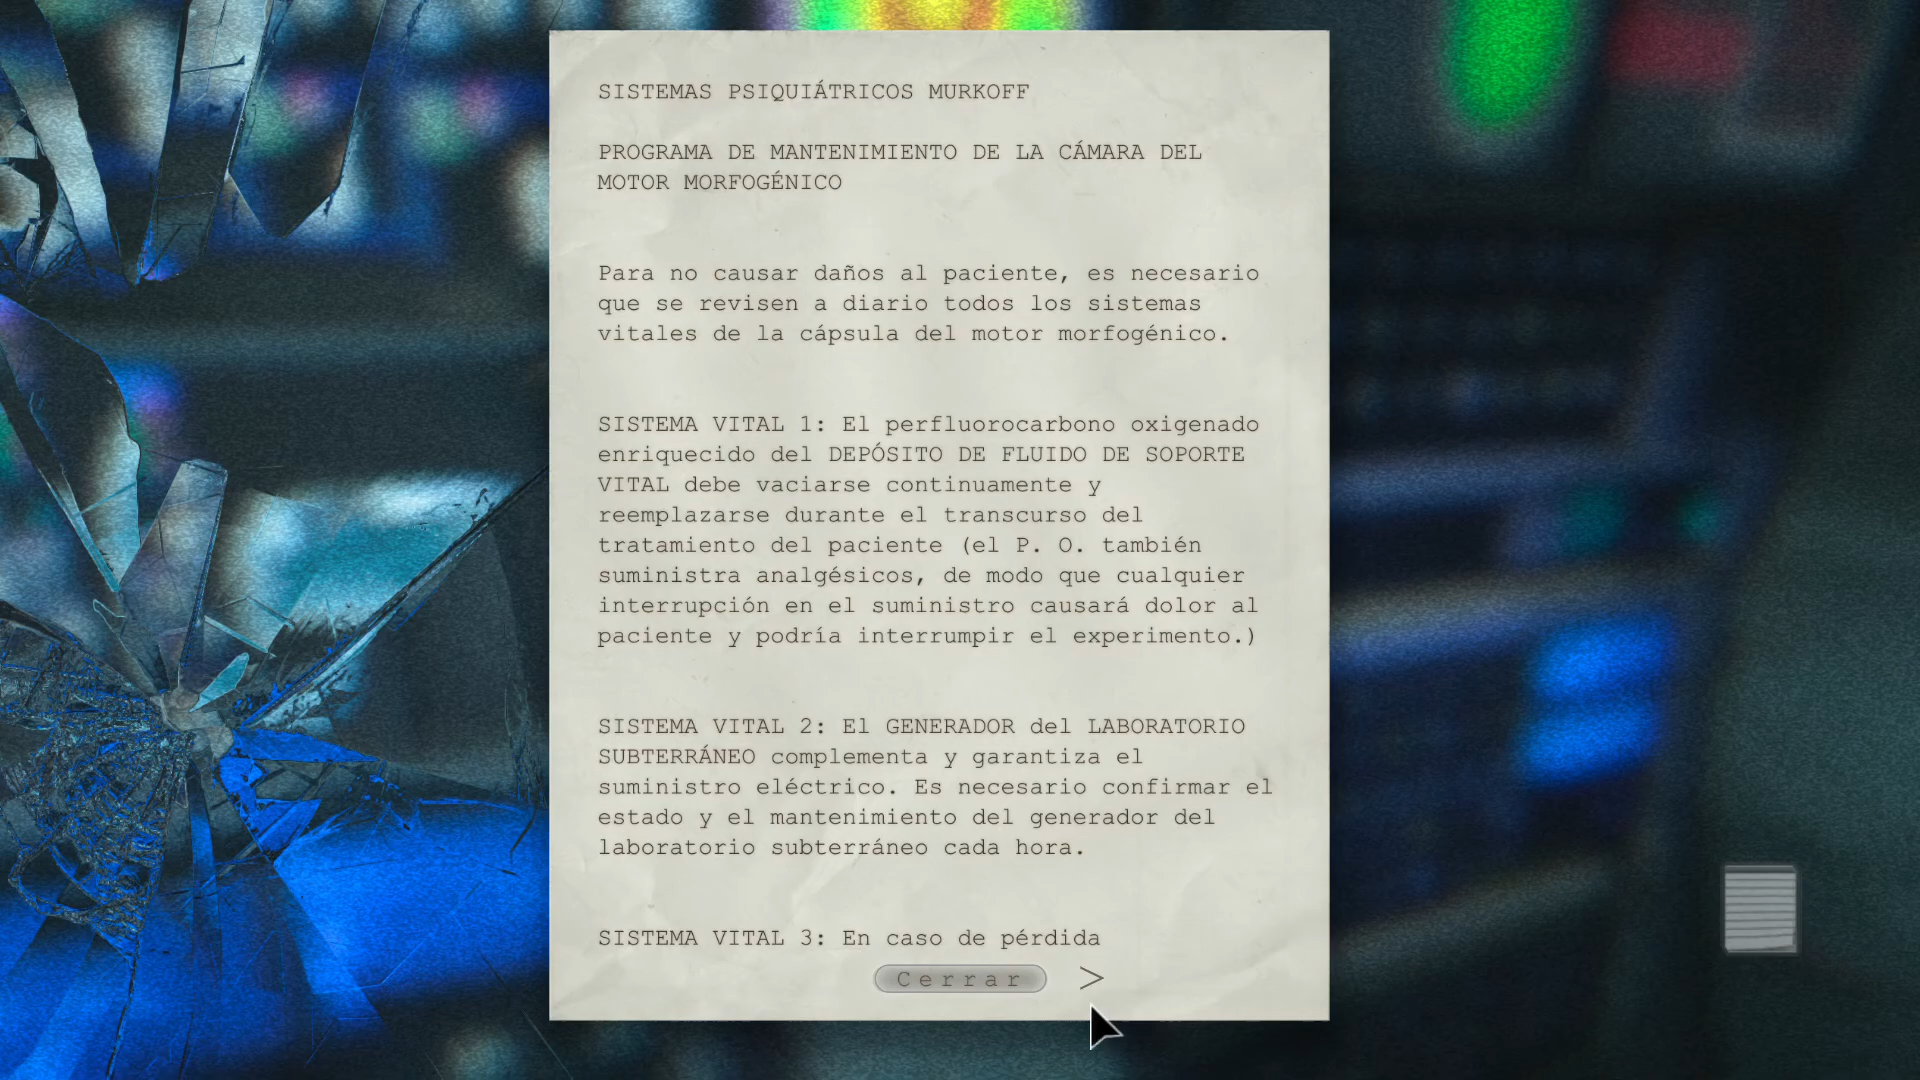 SISTEMAS PSIQUIÁTRICOS MURKOFF
PROGRAMA DE MANTENIMIENTO DE LA CÁMARA DEL
MOTOR MORFOGÉNICO
Para no causar daños al paciente, es necesario
que se revisen a diario todos los sistemas
vitales de la cápsula del motor morfogénico.
SISTEMA VITAL 1: El perfluorocarbono oxigenado
enriquecido del DEPÓSITO DE FLUIDO DE SOPORTE
VITAL debe vaciarse continuamente y
reemplazarse durante el transcurso del
tratamiento del paciente (el P. O. también
suministra analgésicos, de modo que cualquier
interrupción en el suministro causará dolor al
paciente y podría interrumpir el experimento.)
SISTEMA VITAL 2: El GENERADOR del LABORATORIO
SUBTERRÁNEO complementa y garantiza el
suministro eléctrico. Es necesario confirmar el
estado y el mantenimiento del generador del
laboratorio subterráneo cada hora.
SISTEMA VITAL 3: En caso de pérdida
Cerrar >